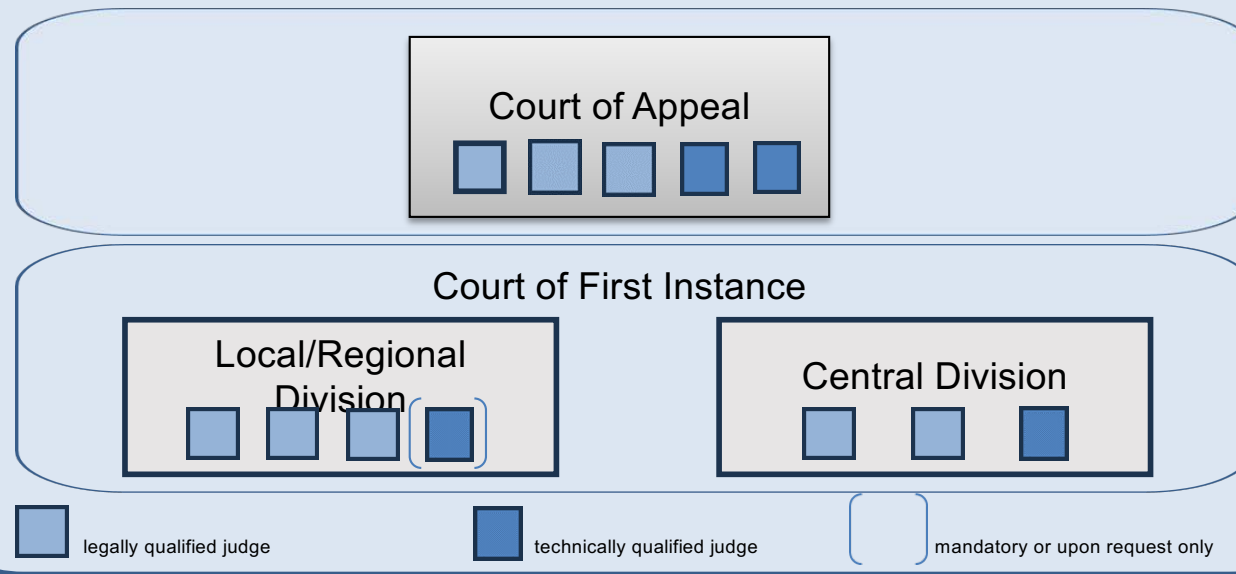 Court of Appeal
Court of First Instance
Local/Regional
Division
Central Division
legally qualified judge
technically qualified judge
mandatory or upon request only